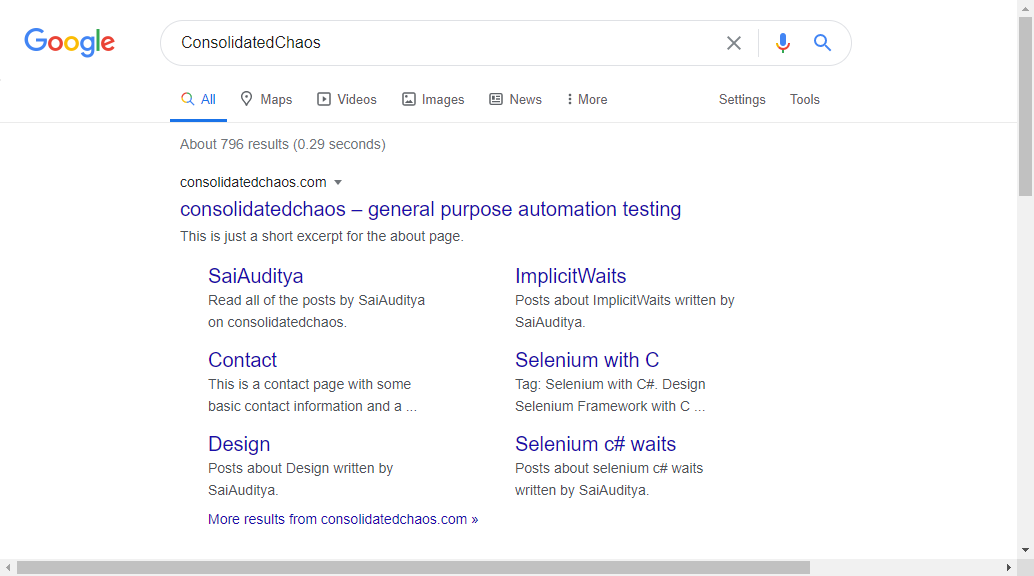 Google
ConsolidatedChaos
All Maps Videos Images News More Settings Tools
About 796 results (0.29 seconds)
consolidatedchaos.com
consolidatedchaos – general purpose automation testing
This is just a short excerpt for the about page.
SaiAuditya
Read all of the posts by SaiAuditya
on consolidatedchaos.
ImplicitWaits
Posts about ImplicitWaits written by
SaiAuditya.
Contact
This is a contact page with some
basic contact information and a ...
Selenium with C
Tag: Selenium with C#. Design
Selenium Framework with C ...
Design
Posts about Design written by
SaiAuditya.
Selenium c# waits
Posts about selenium c# waits
written by SaiAuditya.
More results from consolidatedchaos.com »